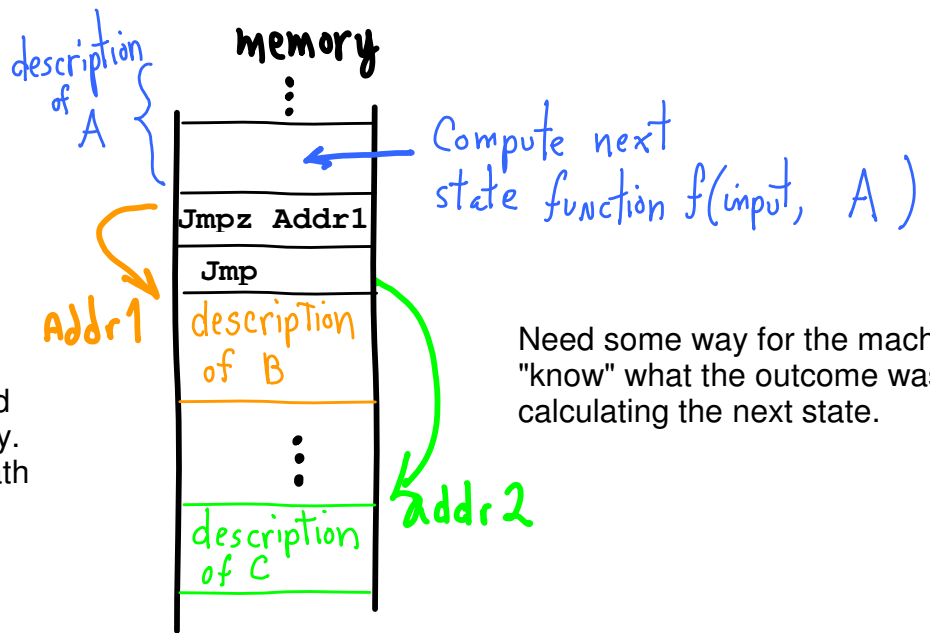 memory
description
of
A
Compute next
state function f(input, A)
Jmpz Addr1
Jmp
Addr1
description
of B
Need some way for the mach
"know" what the outcome was
calculating the next state.
d
y.
ath
addr2
description
of C